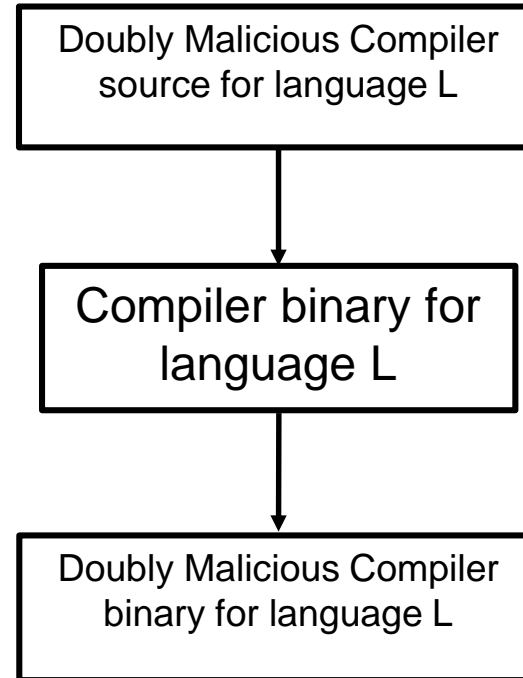 Doubly Malicious Compiler
source for language L
Compiler binary for
language L
Doubly Malicious Compiler
binary for language L